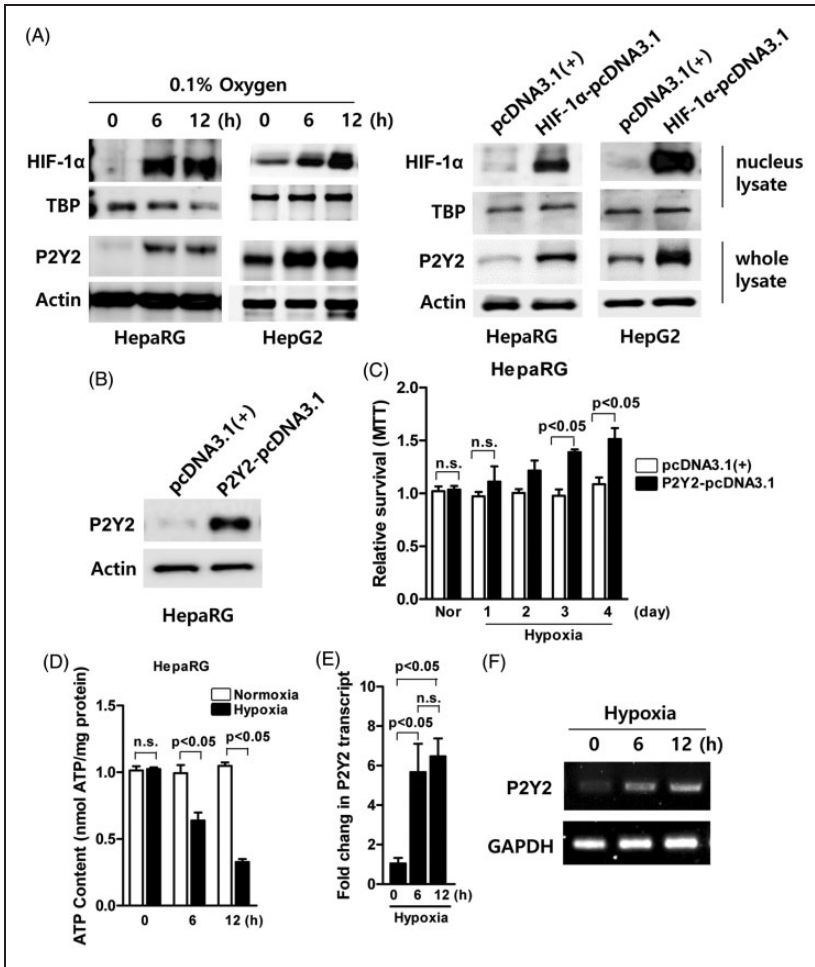 (A)
0.1% Oxygen
0 6 12 (h) 0 6 12 (h)
HIF-1α
TBP
P2Y2
Actin
HepaRG HepG2
pcDNA3.1(+) HIF-1α-pcDNA3.1 pcDNA3.1(+) HIF-1α-pcDNA3.1
HIF-1α nucleus
lysate
TBP
P2Y2 whole
lysate
Actin
HepaRG HepG2
(B)
pcDNA3.1(+) P2Y2-pcDNA3.1
P2Y2
Actin
HepaRG
(C)
HepaRG
Relative survival (MTT)
2.0
1.5
1.0
0.5
0.0
n.s. n.s. p<0.05 p<0.05
pcDNA3.1(+)
P2Y2-pcDNA3.1
Nor 1 2 3 4 (day)
Hypoxia
(D)
HepaRG
ATP Content (nmol ATP/mg protein)
1.5
1.0
0.5
0.0
Normoxia
Hypoxia
n.s. p<0.05 p<0.05
0 6 12 (h)
(E)
Fold chang in P2Y2 transcript
10
8
6
4
2
0
p<0.05
n.s.
p<0.05
0 6 12 (h)
Hypoxia
(F)
Hypoxia
0 6 12 (h)
P2Y2
GAPDH